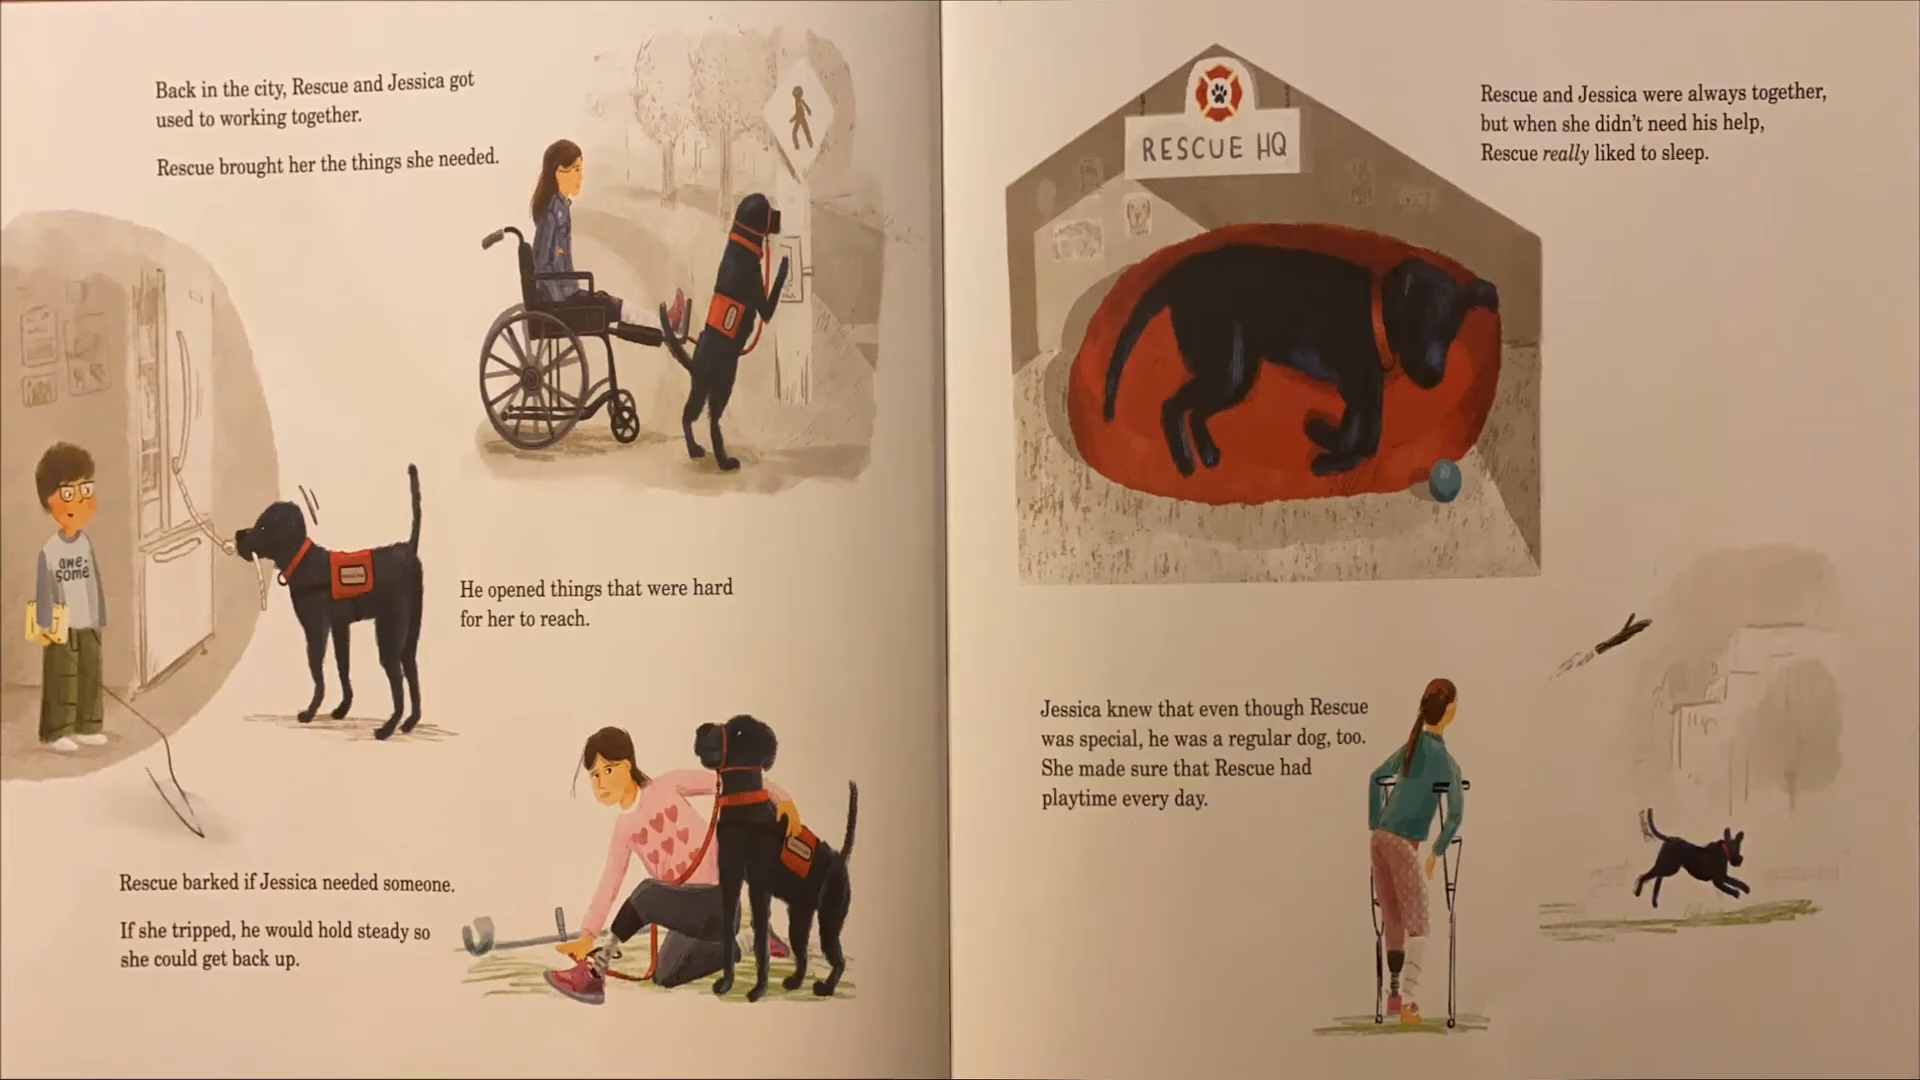 Back in the city, Rescue and Jessica got
used to working together.
Rescue brought her the things she needed.
awe-
some
He opened things that were hard
for her to reach.
Rescue barked if Jessica needed someone.
If she tripped, he would hold steady so
she could get back up.
RESCUE HQ
Rescue and Jessica were always together,
but when she didn't need his help,
Rescue really liked to sleep.
Jessica knew that even though Rescue
was special, he was a regular dog, too.
She made sure that Rescue had
playtime every day.